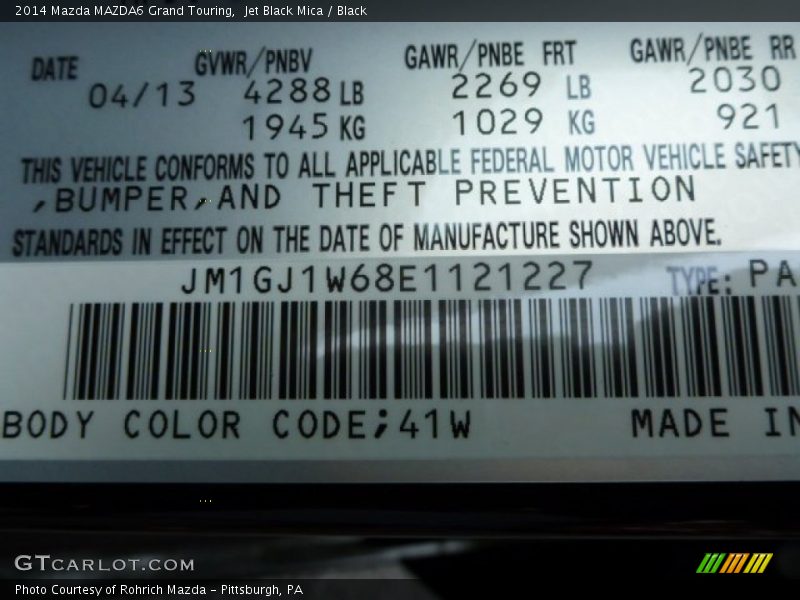 2014 Mazda MAZDA6 Grand Touring,  Jet Black Mica / Black
DATE GVWR/PNBV GAWR/PNBE FRT GAWR/PNBE RR
04/13 4288 LB 2269 LB 2030
1945 KG 1029 KG 921
THIS VEHICLE CONFORMS TO ALL APPLICABLE FEDERAL MOTOR VEHICLE SAFETY
,BUMPER,AND THEFT PREVENTION
STANDARDS IN EFFECT ON THE DATE OF MANUFACTURE SHOWN ABOVE.
JM1GJ1W68E1121227 TYPE: PA
BODY COLOR CODE;41W MADE IN
GTCARLOT.COM
Photo Courtesy of Rohrich Mazda - Pittsburgh, PA